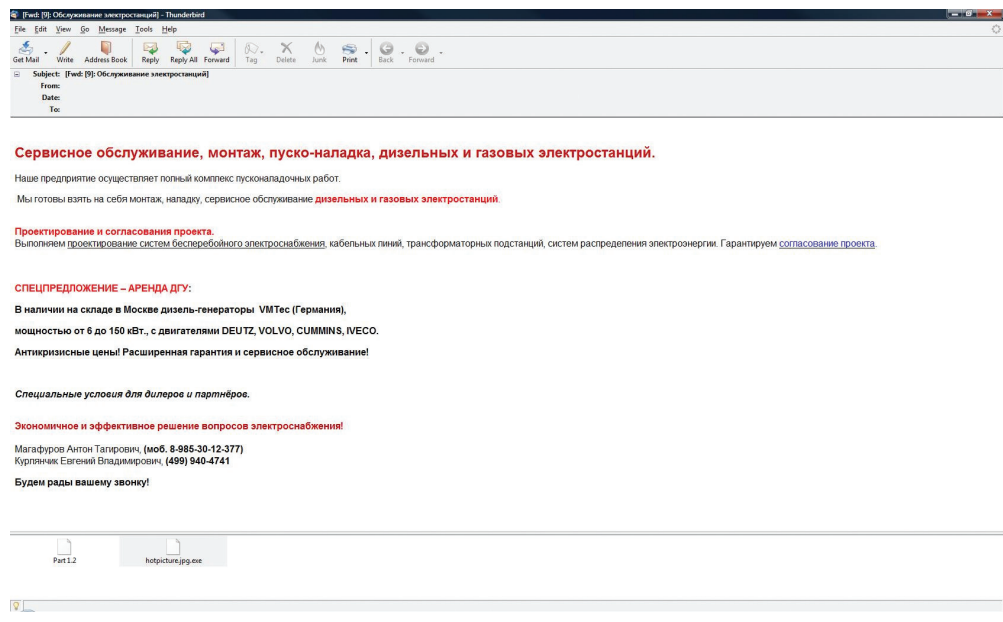 [Fwd: [9]: Обслуживание электростанций] - Thunderbird
File Edit View Go Message Tools Help
Get Mail Write Address Book Reply Reply All Forward Tag Delete Junk Print Back Forward
Subject: [Fwd: [9]: Обслуживание электростанций]
From:
Date:
To:
Сервисное обслуживание, монтаж, пуско-наладка, дизельных и газовых электростанций.
Наше предприятие осуществляет полный комплекс пусконаладочных работ.
Мы готовы взять на себя монтаж, наладку, сервисное обслуживание дизельных и газовых электростанций.
Проектирование и согласования проекта.
Выполняем проектирование систем бесперебойного электроснабжения, кабельных линий, трансформаторных подстанций, систем распределения электроэнергии. Гарантируем согласование проекта.
СПЕЦПРЕДЛОЖЕНИЕ – АРЕНДА ДГУ:
В наличии на складе в Москве дизель-генераторы VMTec (Германия),
мощностью от 6 до 150 кВт., с двигателями DEUTZ, VOLVO, CUMMINS, IVECO.
Антикризисные цены! Расширенная гарантия и сервисное обслуживание!
Специальные условия для дилеров и партнёров.
Экономичное и эффективное решение вопросов электроснабжения!
Магафуров Антон Тагирович, (моб. 8-985-30-12-377)
Курлянчик Евгений Владимирович, (499) 940-4741
Будем рады вашему звонку!
Part 1.2 hotpicture.jpg.exe